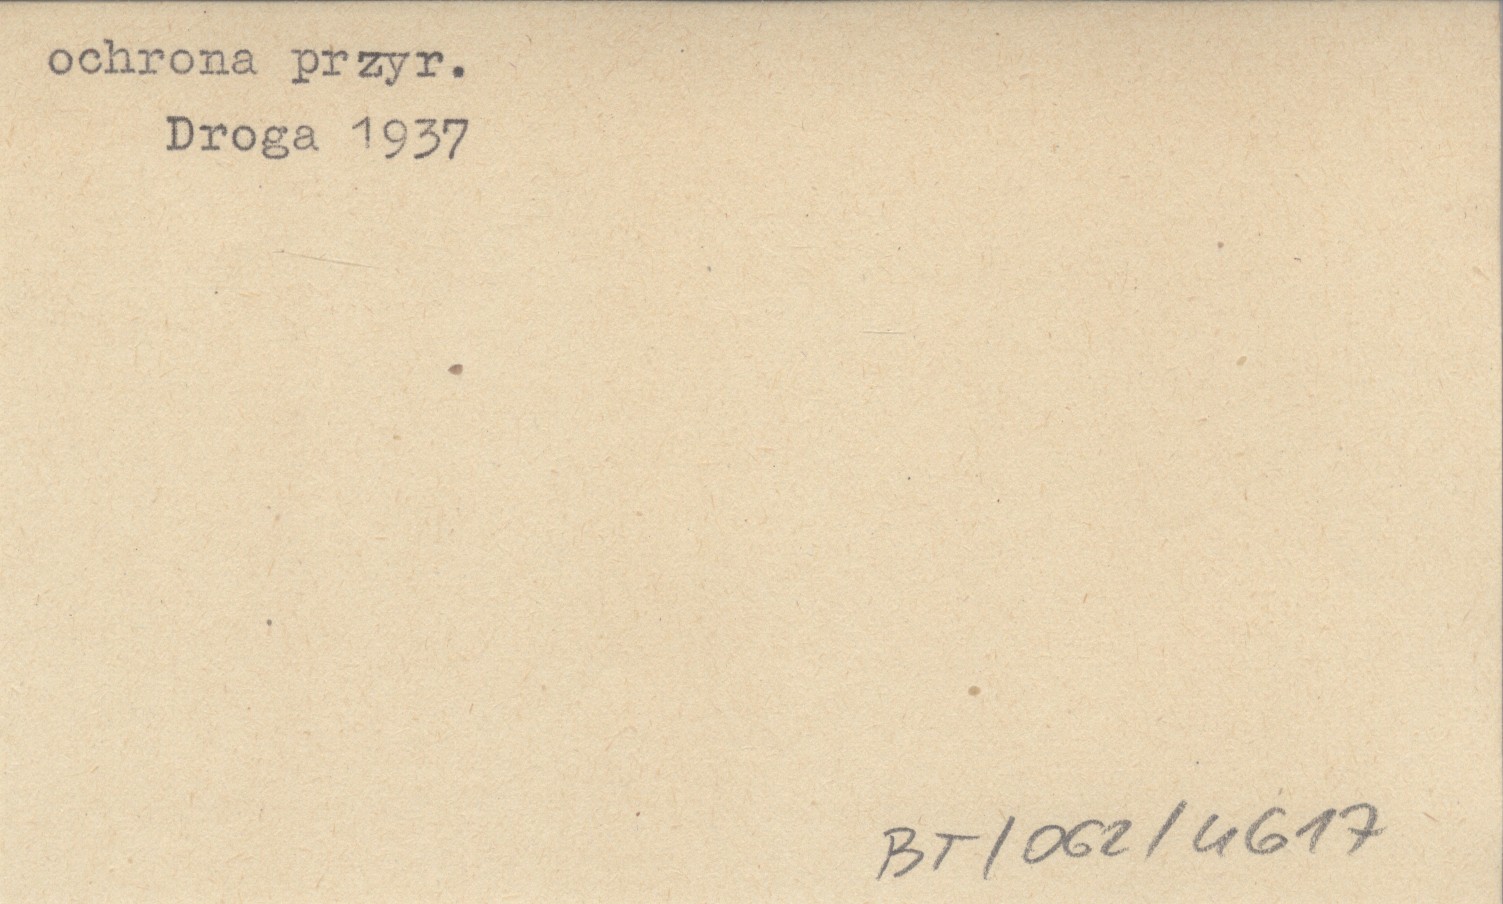 ochrona przyr.
Droga 1937
BT/062/4617